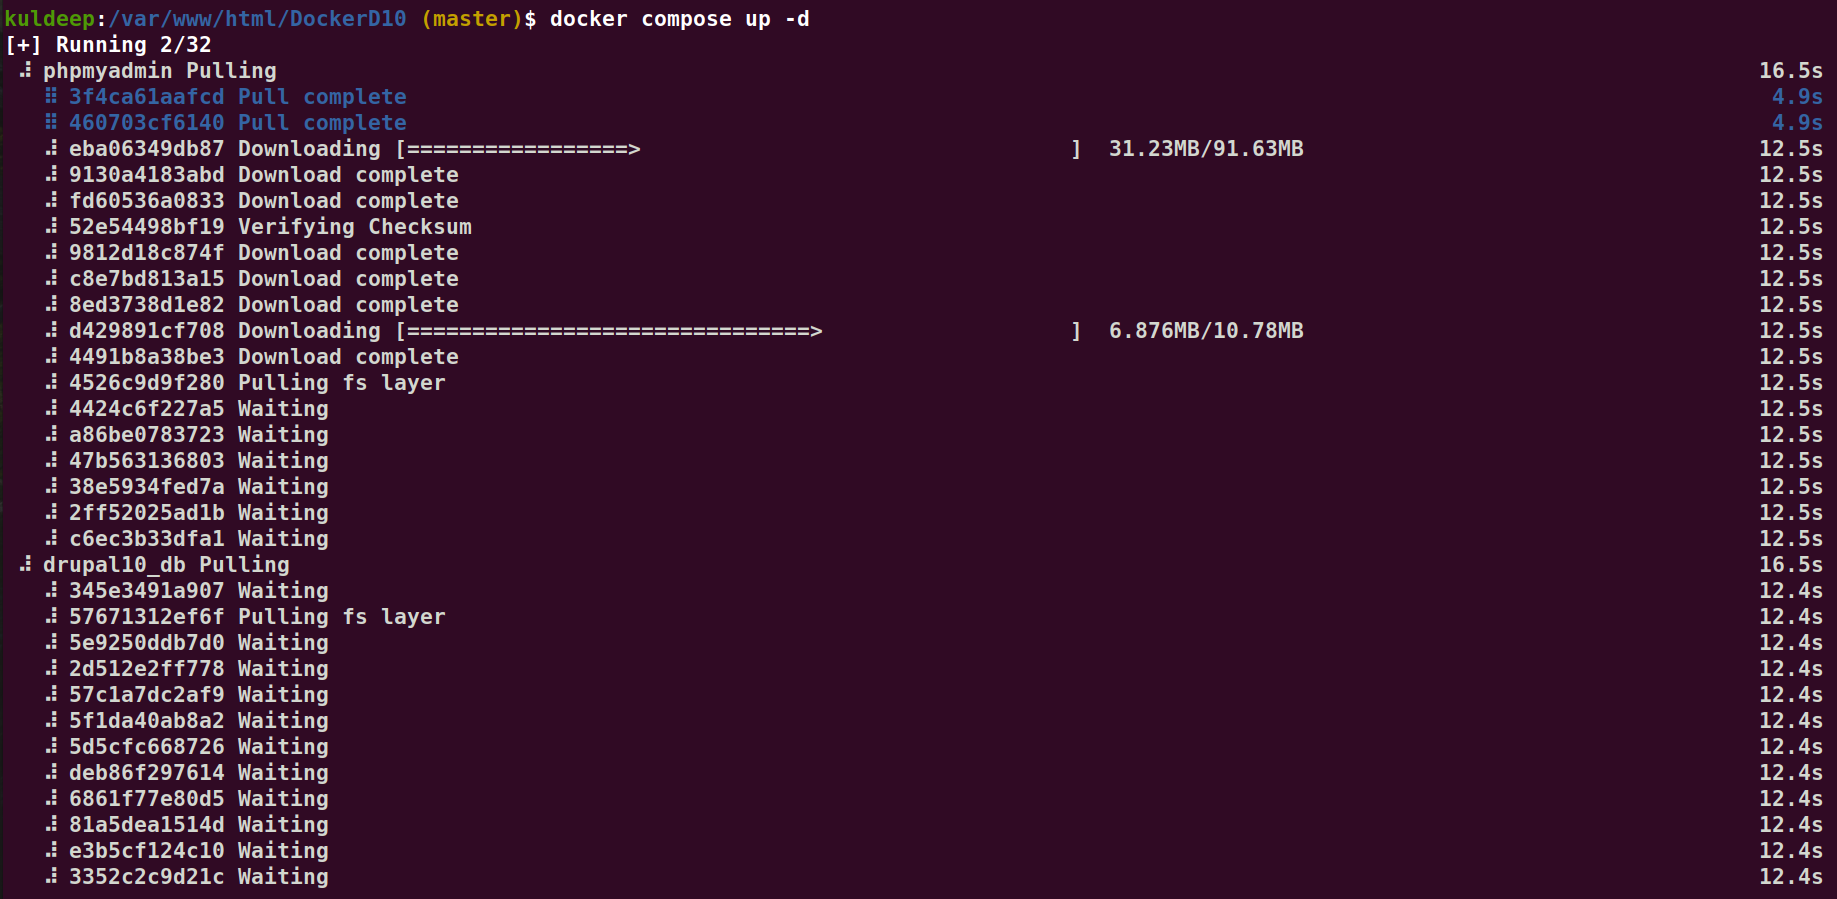 kuldeep:/var/www/html/DockerD10 (master)$ docker compose up -d
[+] Running 2/32
⠼ phpmyadmin Pulling 16.5s
⠿ 3f4ca61aafcd Pull complete 4.9s
⠿ 460703cf6140 Pull complete 4.9s
⠼ eba06349db87 Downloading [=================>                                 ]  31.23MB/91.63MB 12.5s
⠼ 9130a4183abd Download complete 12.5s
⠼ fd60536a0833 Download complete 12.5s
⠼ 52e54498bf19 Verifying Checksum 12.5s
⠼ 9812d18c874f Download complete 12.5s
⠼ c8e7bd813a15 Download complete 12.5s
⠼ 8ed3738d1e82 Download complete 12.5s
⠼ d429891cf708 Downloading [===============================>                   ]  6.876MB/10.78MB 12.5s
⠼ 4491b8a38be3 Download complete 12.5s
⠼ 4526c9d9f280 Pulling fs layer 12.5s
⠼ 4424c6f227a5 Waiting 12.5s
⠼ a86be0783723 Waiting 12.5s
⠼ 47b563136803 Waiting 12.5s
⠼ 38e5934fed7a Waiting 12.5s
⠼ 2ff52025ad1b Waiting 12.5s
⠼ c6ec3b33dfa1 Waiting 12.5s
⠼ drupal10_db Pulling 16.5s
⠼ 345e3491a907 Waiting 12.4s
⠼ 57671312ef6f Pulling fs layer 12.4s
⠼ 5e9250ddb7d0 Waiting 12.4s
⠼ 2d512e2ff778 Waiting 12.4s
⠼ 57c1a7dc2af9 Waiting 12.4s
⠼ 5f1da40ab8a2 Waiting 12.4s
⠼ 5d5cfc668726 Waiting 12.4s
⠼ deb86f297614 Waiting 12.4s
⠼ 6861f77e80d5 Waiting 12.4s
⠼ 81a5dea1514d Waiting 12.4s
⠼ e3b5cf124c10 Waiting 12.4s
⠼ 3352c2c9d21c Waiting 12.4s